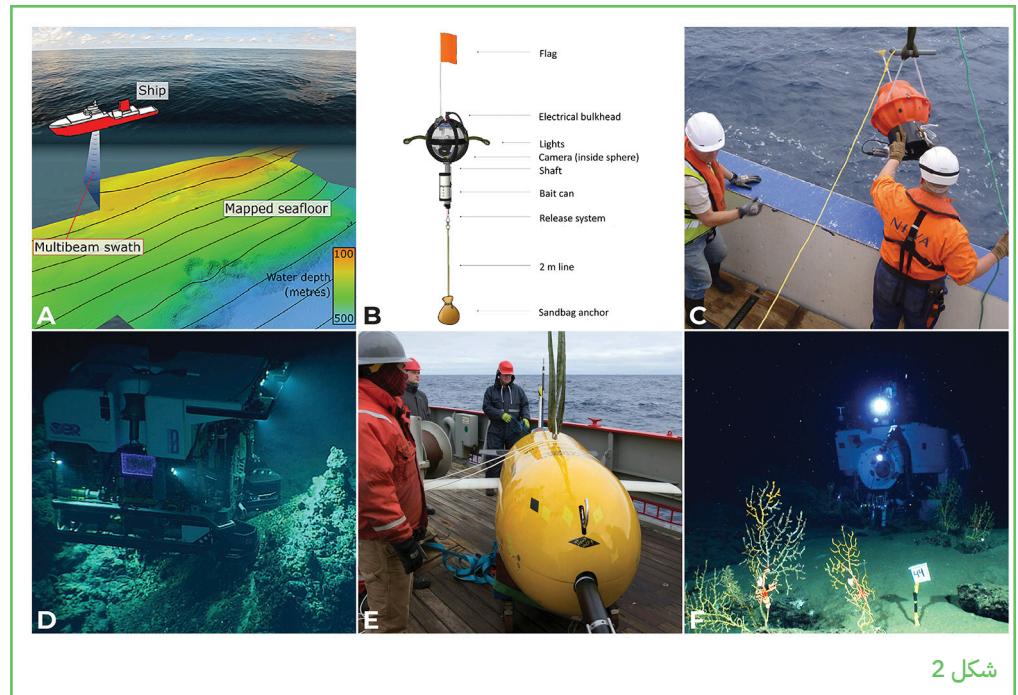 Ship
Multibeam swath
Mapped seafloor
Water depth
(metres)
100
500
A
Flag
Electrical bulkhead
Lights
Camera (inside sphere)
Shaft
Bait can
Release system
2 m line
Sandbag anchor
B
C
D
E
44
F
شكل 2